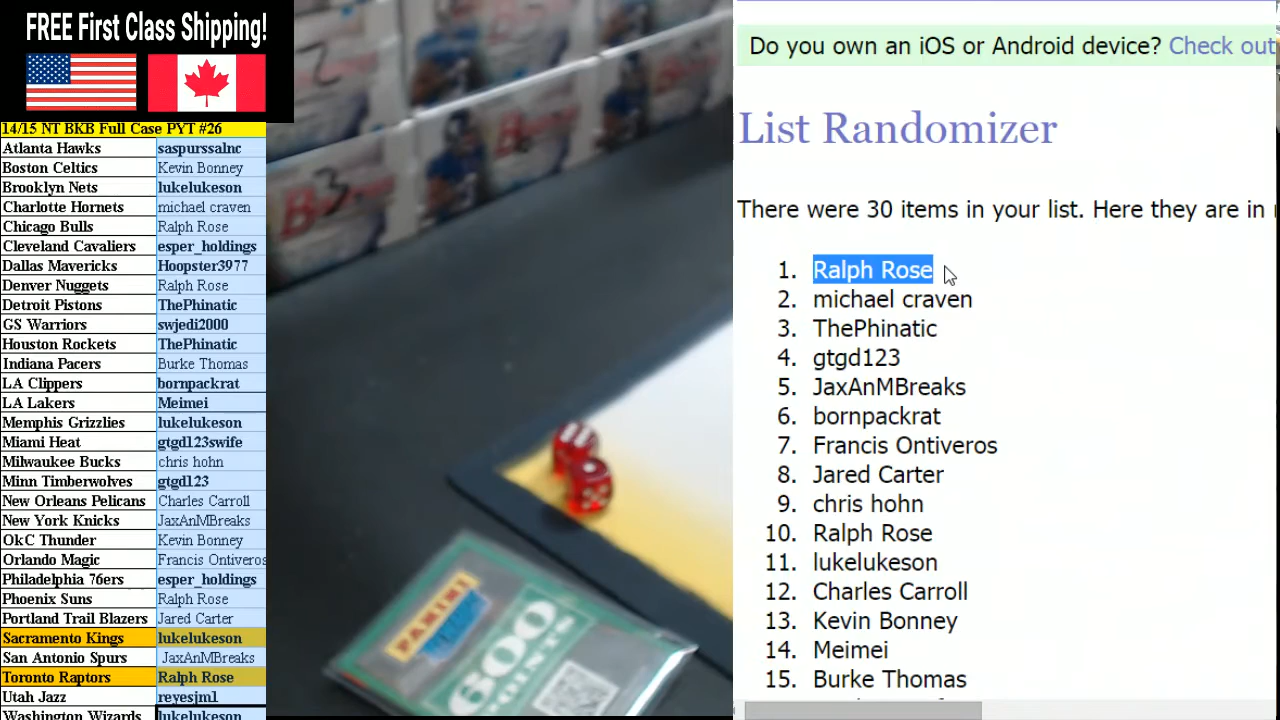 FREE First Class Shipping!
14/15 NT BKB Full Case PYT #26
Atlanta Hawks saspurssalnc
Boston Celtics Kevin Bonney
Brooklyn Nets lukelukeson
Charlotte Hornets michael craven
Chicago Bulls Ralph Rose
Cleveland Cavaliers esper_holdings
Dallas Mavericks Hoopster3977
Denver Nuggets Ralph Rose
Detroit Pistons ThePhinatic
GS Warriors swjedi2000
Houston Rockets ThePhinatic
Indiana Pacers Burke Thomas
LA Clippers bornpackrat
LA Lakers Meimei
Memphis Grizzlies lukelukeson
Miami Heat gtgd123swife
Milwaukee Bucks chris hohn
Minn Timberwolves gtgd123
New Orleans Pelicans Charles Carroll
New York Knicks JaxAnMBreaks
OkC Thunder Kevin Bonney
Orlando Magic Francis Ontiveros
Philadelphia 76ers esper_holdings
Phoenix Suns Ralph Rose
Portland Trail Blazers Jared Carter
Sacramento Kings lukelukeson
San Antonio Spurs JaxAnMBreaks
Toronto Raptors Ralph Rose
Utah Jazz reyesjm1
Washington Wizards lukelukeson
3
PANINI
600
POINTS
Do you own an iOS or Android device? Check out
List Randomizer
There were 30 items in your list. Here they are in
1. Ralph Rose
2. michael craven
3. ThePhinatic
4. gtgd123
5. JaxAnMBreaks
6. bornpackrat
7. Francis Ontiveros
8. Jared Carter
9. chris hohn
10. Ralph Rose
11. lukelukeson
12. Charles Carroll
13. Kevin Bonney
14. Meimei
15. Burke Thomas